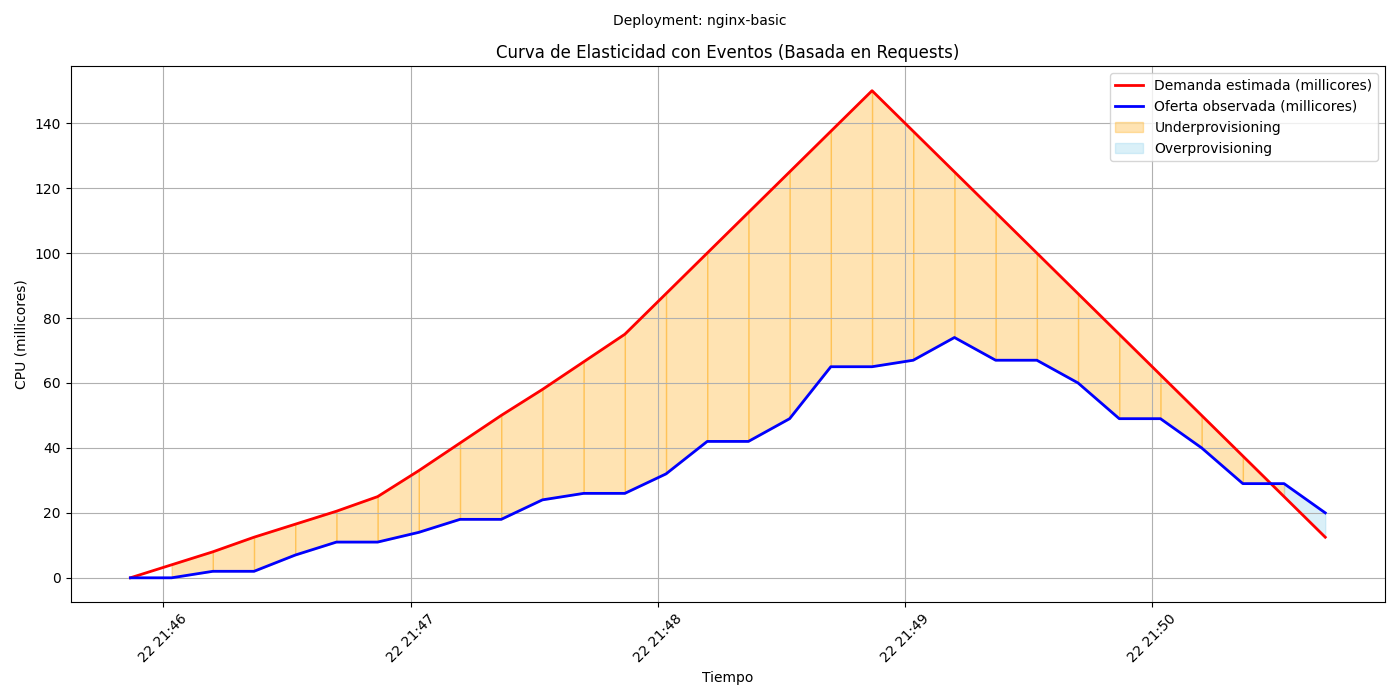 Deployment: nginx-basic
Curva de Elasticidad con Eventos (Basada en Requests)
Demanda estimada (millicores)
Oferta observada (millicores)
Underprovisioning
Overprovisioning
CPU (millicores)
140
120
100
80
60
40
20
0
22 21:46
22 21:47
22 21:48
22 21:49
22 21:50
Tiempo